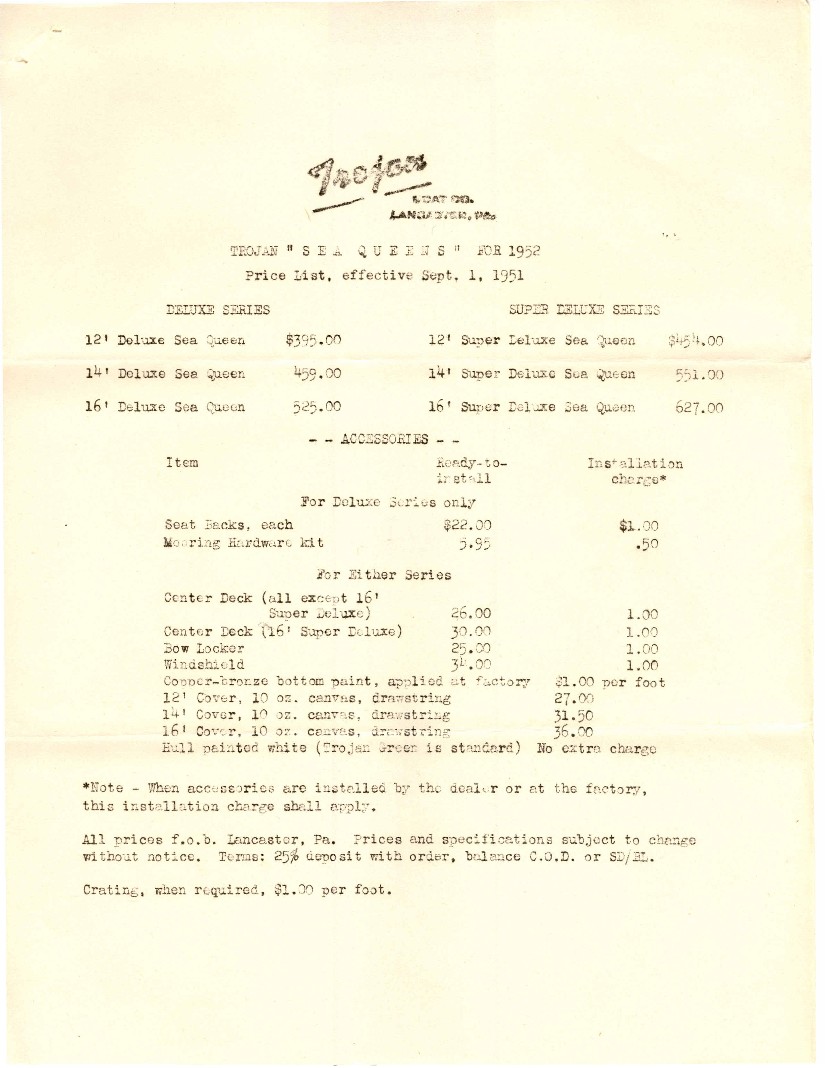 Trojan
BOAT CO.
LANCASTER, PA.
TROJAN " S E A  Q U E E N S " FOR 1952
Price List, effective Sept. 1, 1951
DELUXE SERIES    SUPER DELUXE SERIES
12' Deluxe Sea Queen    $395.00    12' Super Deluxe Sea Queen    $454.00
14' Deluxe Sea Queen    459.00    14' Super Deluxe Sea Queen    551.00
16' Deluxe Sea Queen    525.00    16' Super Deluxe Sea Queen    627.00
- - ACCESSORIES - -
Item    Ready-to-    Installation
install    charge*
For Deluxe Series only
Seat Backs, each    $22.00    $1.00
Mooring Hardware kit    5.95    .50
For Either Series
Center Deck (all except 16'
Super Deluxe)    26.00    1.00
Center Deck (16' Super Deluxe)    30.00    1.00
Bow Locker    25.00    1.00
Windshield    34.00    1.00
Copper-bronze bottom paint, applied at factory    $1.00 per foot
12' Cover, 10 oz. canvas, drawstring    27.00
14' Cover, 10 oz. canvas, drawstring    31.50
16' Cover, 10 oz. canvas, drawstring    36.00
Hull painted white (Trojan Green is standard)    No extra charge
*Note - When accessories are installed by the dealer or at the factory,
this installation charge shall apply.
All prices f.o.b. Lancaster, Pa.  Prices and specifications subject to change
without notice.  Terms: 25% deposit with order, balance C.O.D. or SD/BL.
Crating, when required, $1.00 per foot.